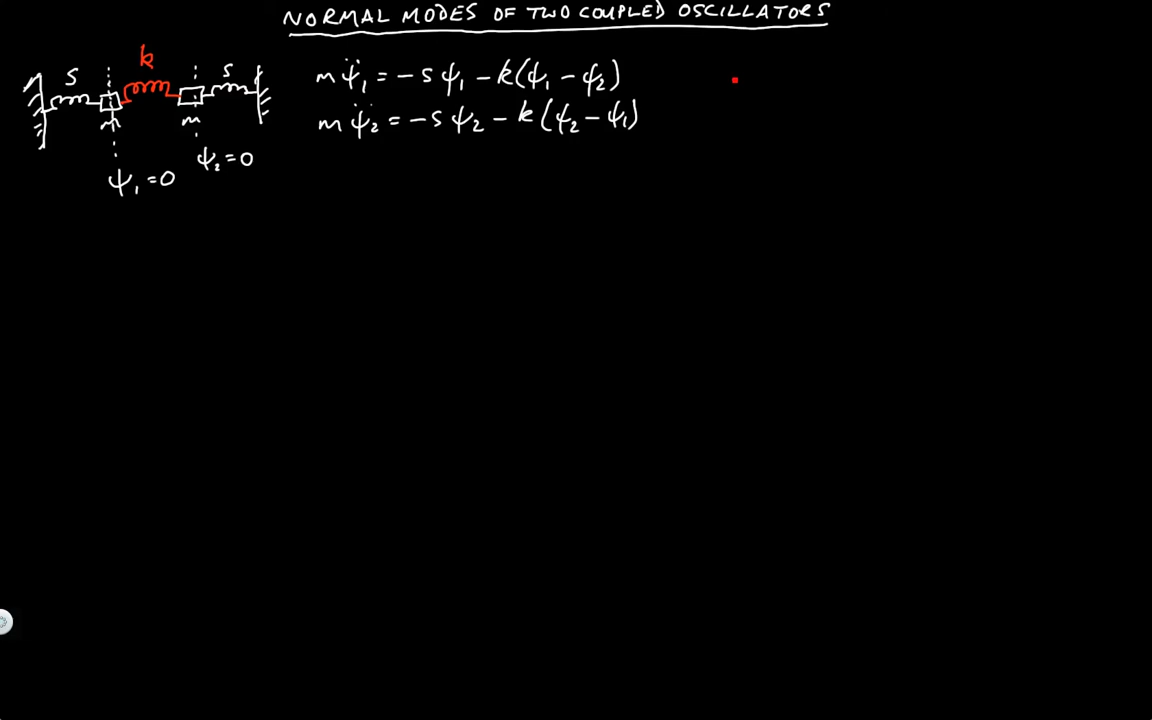 NORMAL MODES OF TWO COUPLED OSCILLATORS
k
S
s
m
m
ψ₁ = 0
ψ₂ = 0
mψ̈₁ = −sψ₁ − k(ψ₁ − ψ₂)
mψ̈₂ = −sψ₂ − k(ψ₂ − ψ₁)